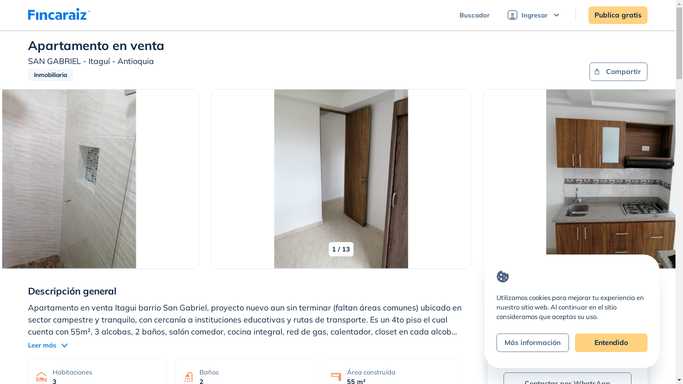 Fincaraiz
Buscador
Ingresar
Publica gratis
Apartamento en venta
SAN GABRIEL - Itaguí - Antioquia
Inmobiliaria
Compartir
1 / 13
Descripción general
Apartamento en venta Itagui barrio San Gabriel, proyecto nuevo aun sin terminar (faltan áreas comunes) ubicado en
sector campestre y tranquilo, con cercanía a instituciones educativas y rutas de transporte. Es un 4to piso el cual
cuenta con 55m², 3 alcobas, 2 baños, salón comedor, cocina integral, red de gas, calentador, closet en cada alcob...
Leer más
Habitaciones
3
Baños
2
Área construida
55 m²
Utilizamos cookies para mejorar tu experiencia en
nuestro sitio web. Al continuar en el sitio
consideramos que aceptas su uso.
Más información
Entendido
Contactar por WhatsApp